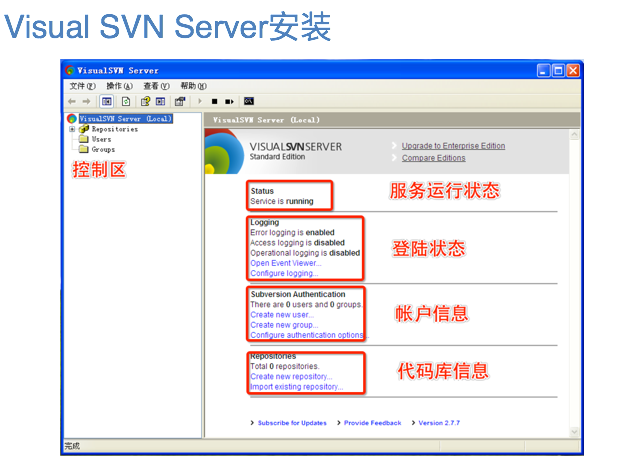 Visual SVN Server安装
VisualSVN Server
文件(F) 操作(A) 查看(V) 帮助(H)
VisualSVN Server (Local)
Repositories
Users
Groups
控制区
VisualSVN Server (Local)
VISUALSVNSERVER
Standard Edition
Upgrade to Enterprise Edition
Compare Editions
Status
Service is running
服务运行状态
Logging
Error logging is enabled
Access logging is disabled
Operational logging is disabled
Open Event Viewer...
Configure logging...
登陆状态
Subversion Authentication
There are 0 users and 0 groups.
Create new user...
Create new group...
Configure authentication options...
帐户信息
Repositories
Total 0 repositories.
Create new repository...
Import existing repository...
代码库信息
Subscribe for Updates Provide Feedback Version 2.7.7
完成